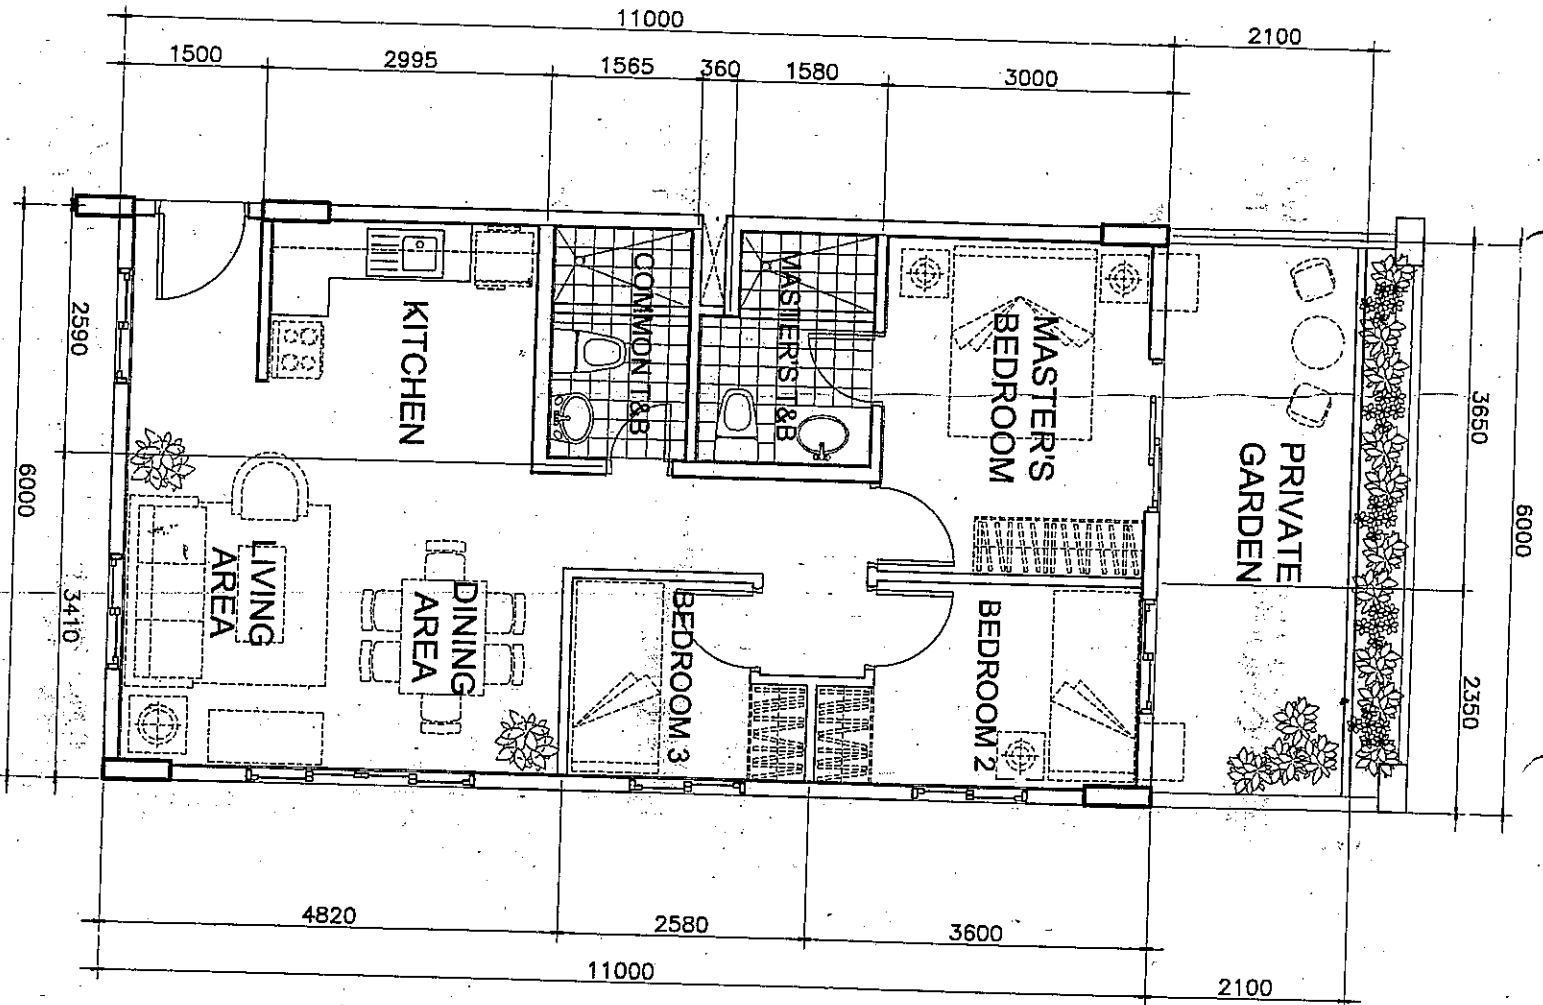 11000
2100
1500
2995
1565
360
1580
3000
2590
6000
3410
KITCHEN
COMMON T&B
MASTER'S T&B
MASTER'S
BEDROOM
PRIVATE
GARDEN
3650
6000
2350
LIVING
AREA
DINING
AREA
BEDROOM 3
BEDROOM 2
4820
2580
3600
11000
2100